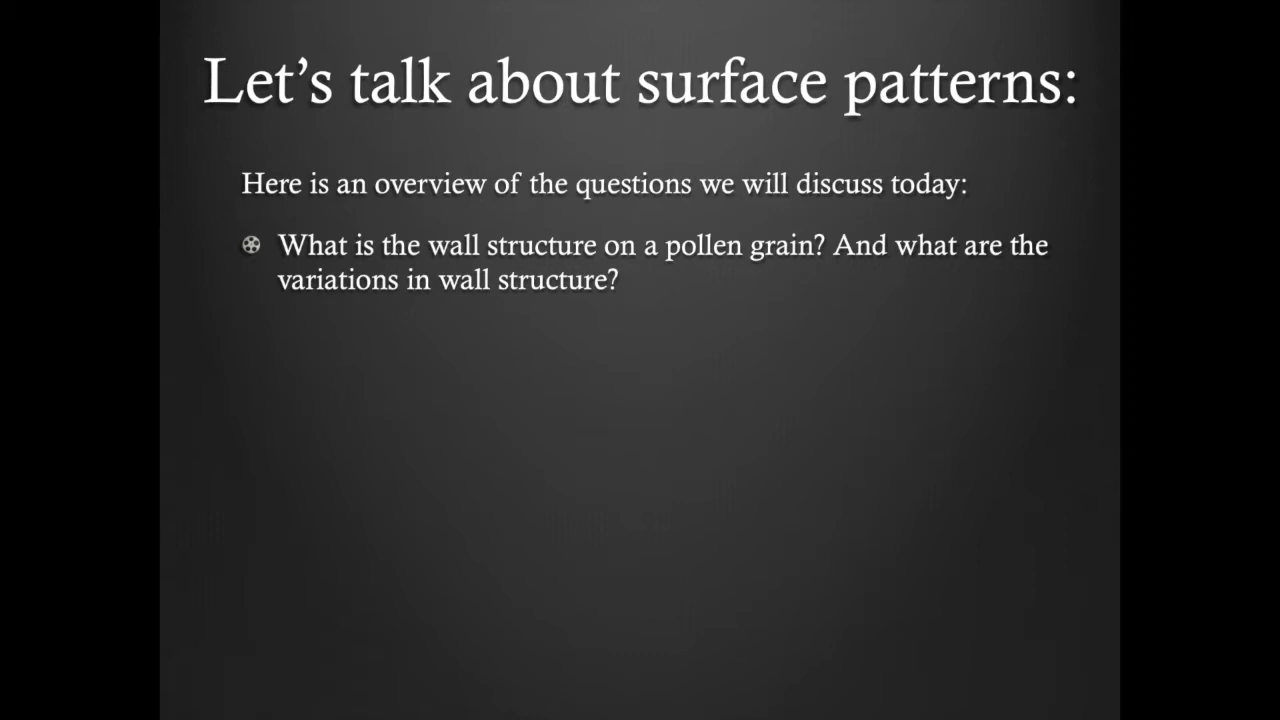 Let’s talk about surface patterns:
Here is an overview of the questions we will discuss today:
What is the wall structure on a pollen grain? And what are the
variations in wall structure?